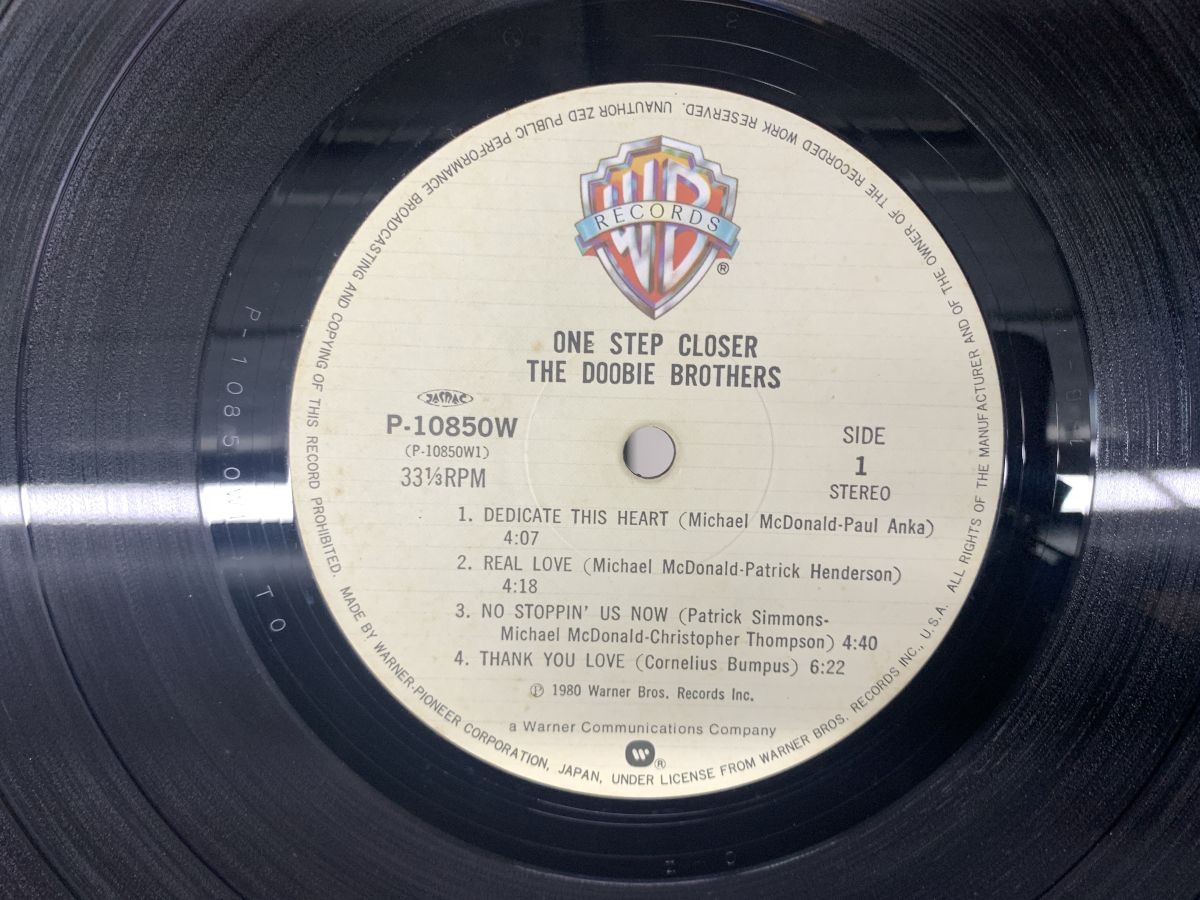 WB
RECORDS
®
ONE STEP CLOSER
THE DOOBIE BROTHERS
JASRAC
P-10850W
(P-10850W1)
33⅓RPM
SIDE
1
STEREO
1. DEDICATE THIS HEART (Michael McDonald-Paul Anka)
4:07
2. REAL LOVE (Michael McDonald-Patrick Henderson)
4:18
3. NO STOPPIN' US NOW (Patrick Simmons-
Michael McDonald-Christopher Thompson) 4:40
4. THANK YOU LOVE (Cornelius Bumpus) 6:22
℗ 1980 Warner Bros. Records Inc.
a Warner Communications Company
®
MADE BY WARNER-PIONEER CORPORATION, JAPAN, UNDER LICENSE FROM WARNER BROS. RECORDS INC., U.S.A. ALL RIGHTS OF THE MANUFACTURER AND OF THE OWNER OF THE RECORDED WORK RESERVED. UNAUTHOR ZED PUBLIC PERFORMANCE BROADCASTING AND COPYING OF THIS RECORD PROHIBITED.
P-10850W1
TO